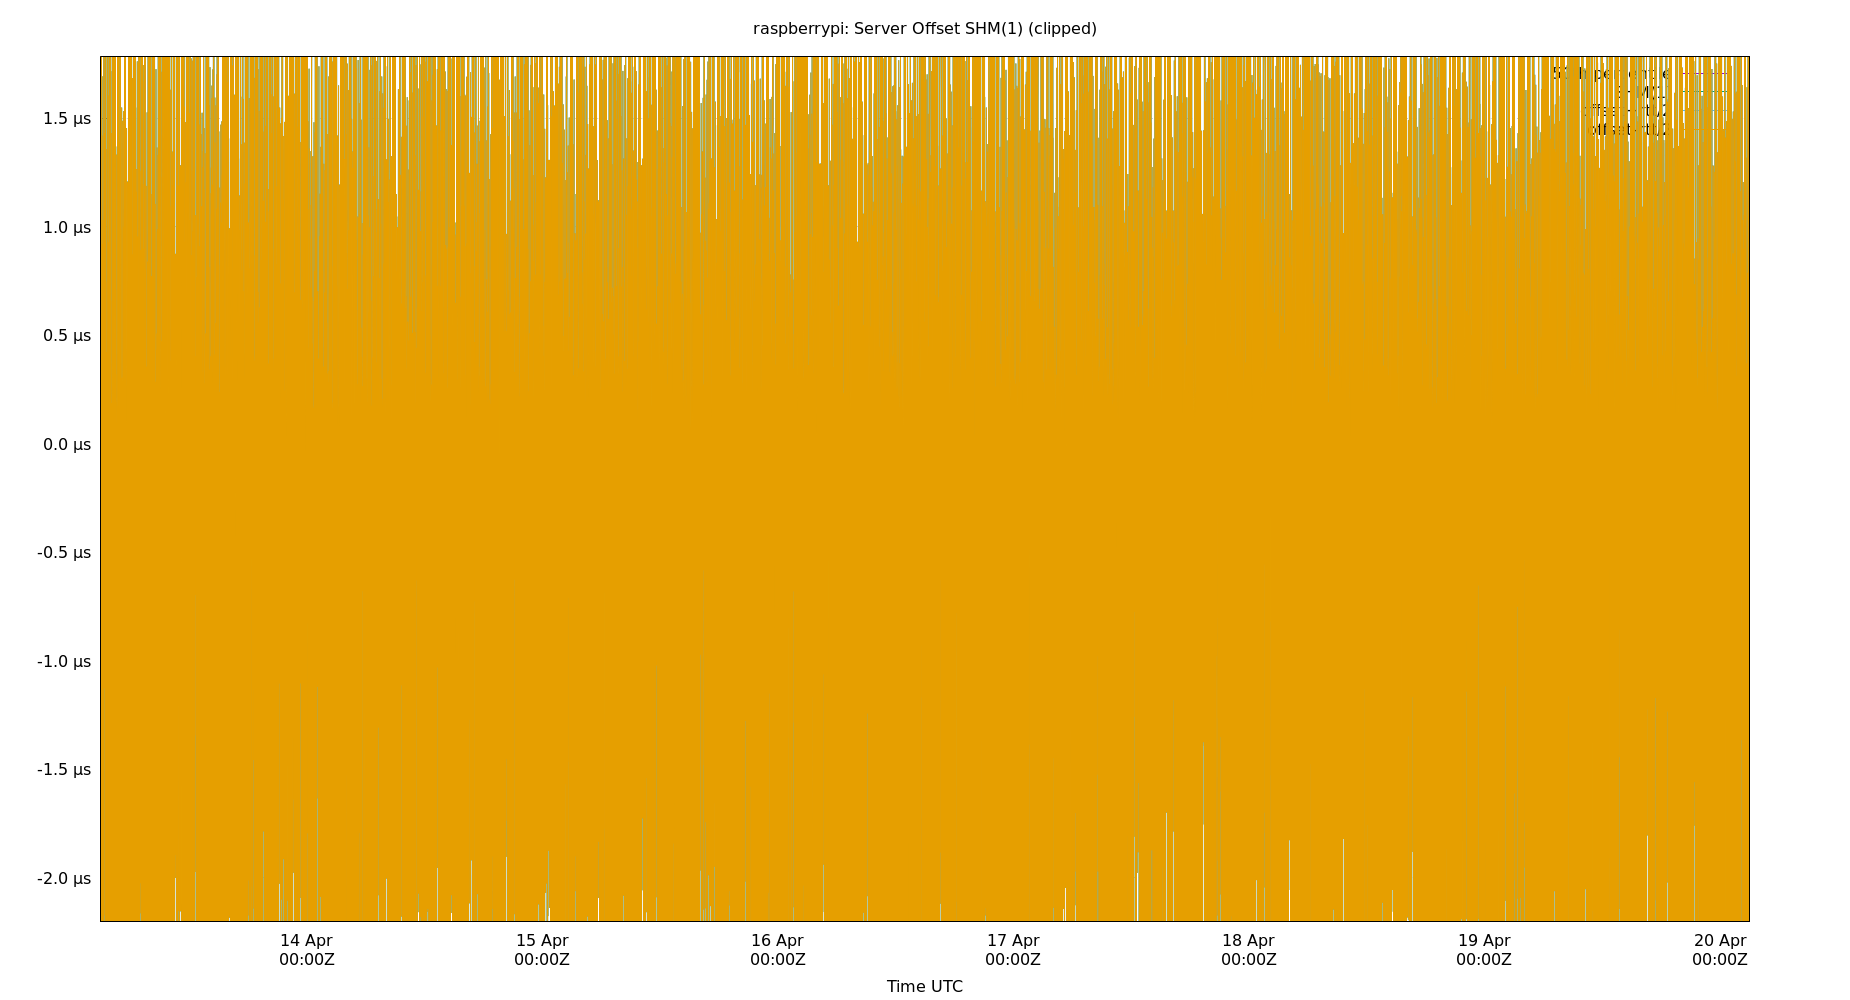 raspberrypi: Server Offset SHM(1) (clipped)
1.5 µs
1.0 µs
0.5 µs
0.0 µs
-0.5 µs
-1.0 µs
-1.5 µs
-2.0 µs
14 Apr
00:00Z
15 Apr
00:00Z
16 Apr
00:00Z
17 Apr
00:00Z
18 Apr
00:00Z
19 Apr
00:00Z
20 Apr
00:00Z
Time UTC